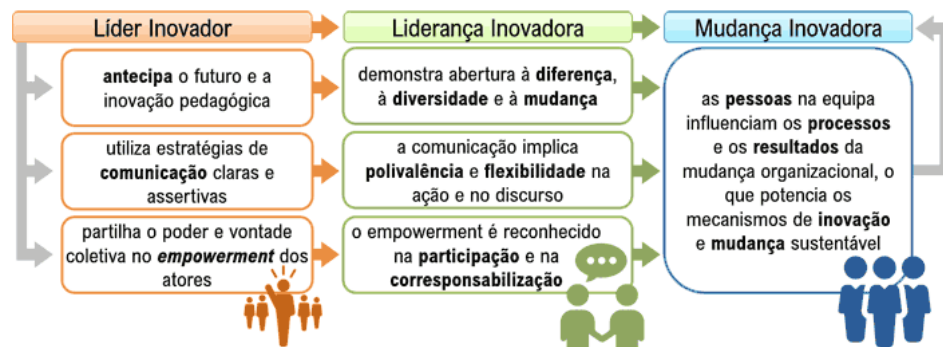 Líder Inovador
Liderança Inovadora
Mudança Inovadora
antecipa o futuro e a
inovação pedagógica
demonstra abertura à diferença,
à diversidade e à mudança
utiliza estratégias de
comunicação claras e
assertivas
a comunicação implica
polivalência e flexibilidade na
ação e no discurso
partilha o poder e vontade
coletiva no empowerment dos
atores
o empowerment é reconhecido
na participação e na
corresponsabilização
as pessoas na equipa
influenciam os processos
e os resultados da
mudança organizacional, o
que potencia os
mecanismos de inovação
e mudança sustentável